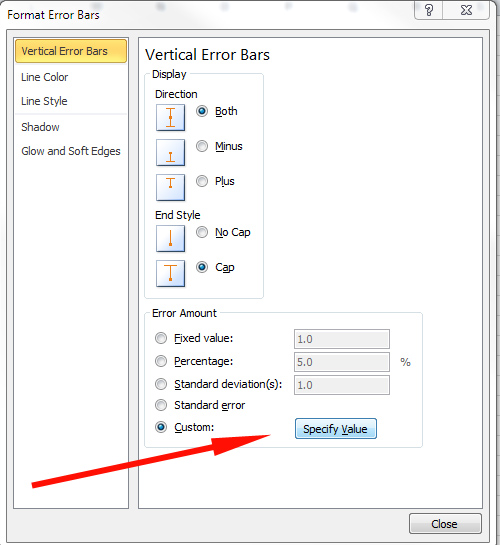 Format Error Bars
?
Vertical Error Bars
Line Color
Line Style
Shadow
Glow and Soft Edges
Vertical Error Bars
Display
Direction
Both
Minus
Plus
End Style
No Cap
Cap
Error Amount
Fixed value: 1.0
Percentage: 5.0 %
Standard deviation(s): 1.0
Standard error
Custom: Specify Value
Close